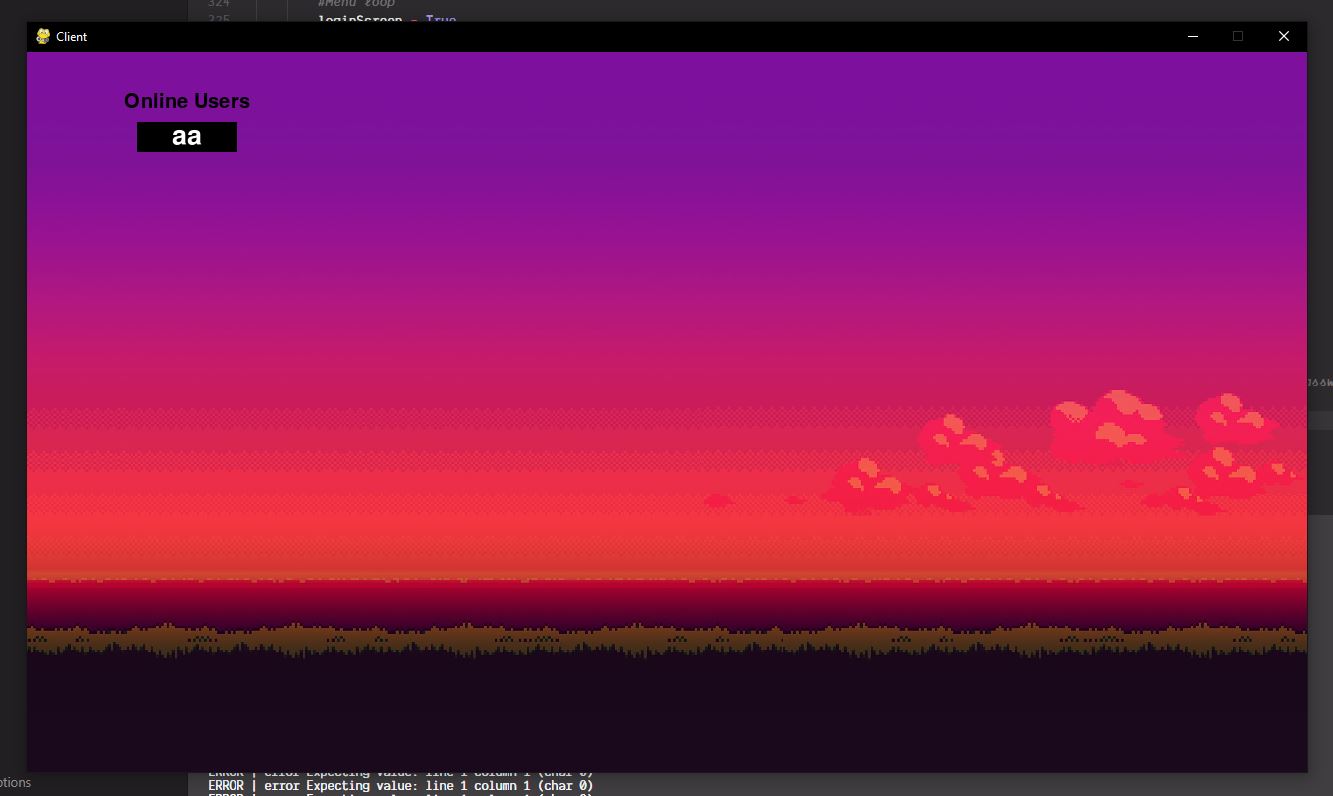 324
#Menu loop
325
loginScreen = True
Client
Online Users
aa
ptions
ERROR | error Expecting value: line 1 column 1 (char 0)
ERROR | error Expecting value: line 1 column 1 (char 0)